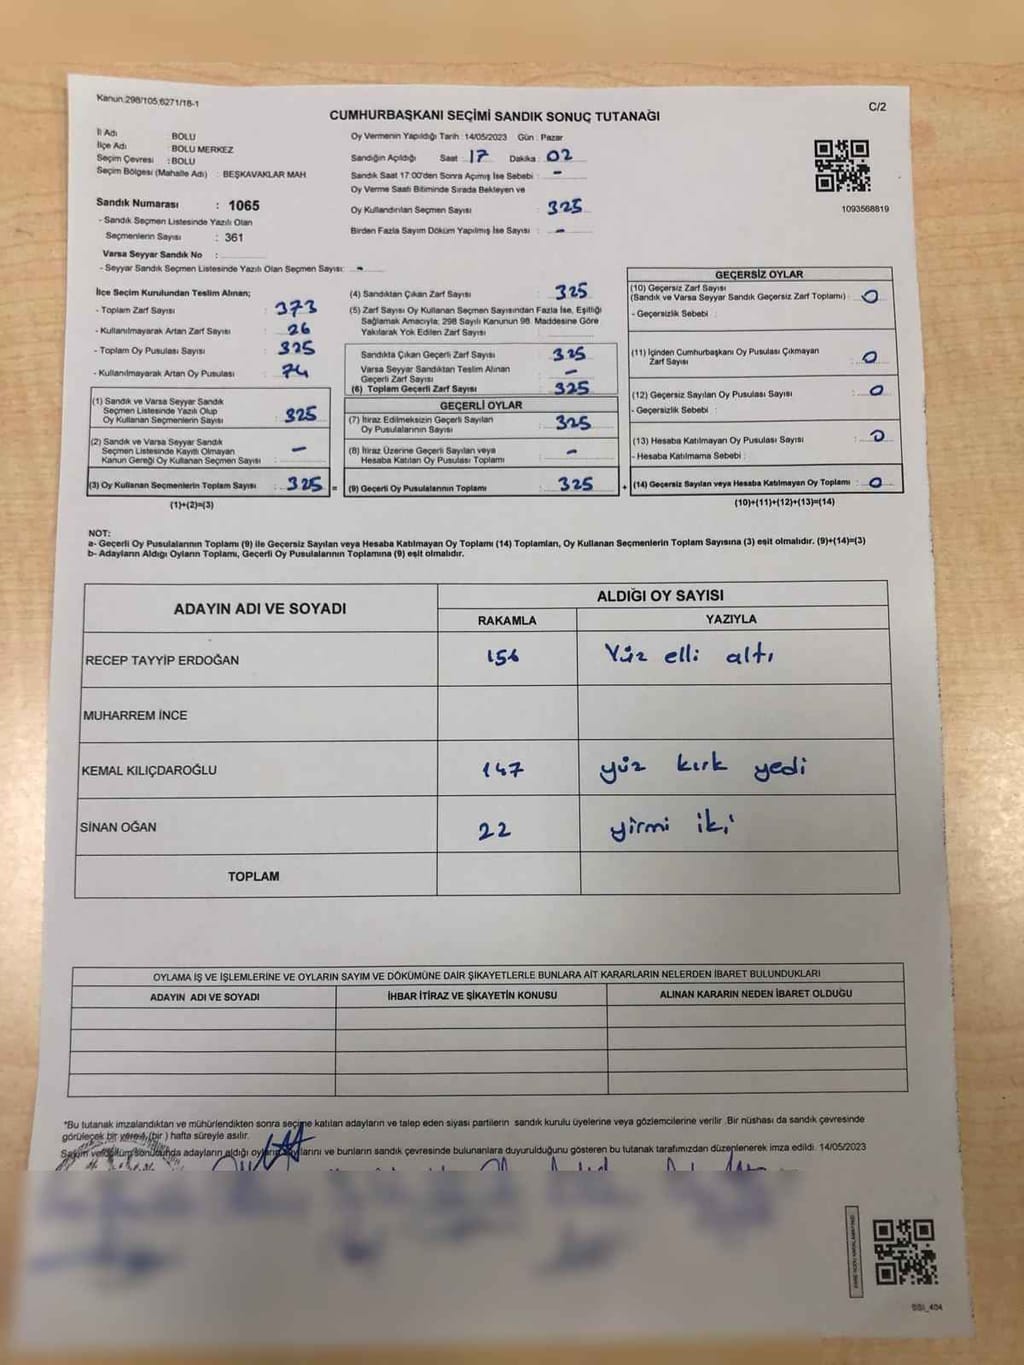 Kanun:298/105,6271/18-1
C/2
CUMHURBAŞKANI SEÇİMİ SANDIK SONUÇ TUTANAĞI
İl Adı : BOLU
İlçe Adı : BOLU MERKEZ
Seçim Çevresi : BOLU
Seçim Bölgesi (Mahalle Adı) : BEŞKAVAKLAR MAH
Sandık Numarası : 1065
- Sandık Seçmen Listesinde Yazılı Olan
Seçmenlerin Sayısı : 361
Varsa Seyyar Sandık No :
- Seyyar Sandık Seçmen Listesinde Yazılı Olan Seçmen Sayısı: -
Oy Vermenin Yapıldığı Tarih : 14/05/2023 Gün : Pazar
Sandığın Açıldığı Saat 17 Dakika : 02
Sandık Saat 17:00'den Sonra Açımış İse Sebebi : -
Oy Verme Saati Bitiminde Sırada Bekleyen ve
Oy Kullandırılan Seçmen Sayısı : 325
Birden Fazla Sayım Döküm Yapılmış İse Sayısı : -
1093568819
İlçe Seçim Kurulundan Teslim Alınan;
- Toplam Zarf Sayısı : 373
- Kullanılmayarak Artan Zarf Sayısı : 26
- Toplam Oy Pusulası Sayısı : 325
- Kullanılmayarak Artan Oy Pusulası : 74
(1) Sandık ve Varsa Seyyar Sandık
Seçmen Listesinde Yazılı Olup
Oy Kullanan Seçmenlerin Sayısı : 325
(2) Sandık ve Varsa Seyyar Sandık
Seçmen Listesinde Kayıtlı Olmayan
Kanun Gereği Oy Kullanan Seçmen Sayısı : -
(3) Oy Kullanan Seçmenlerin Toplam Sayısı : 325 =
(1)+(2)=(3)
(4) Sandıktan Çıkan Zarf Sayısı : 325
(5) Zarf Sayısı Oy Kullanan Seçmen Sayısından Fazla İse, Eşitliği
Sağlamak Amacıyla; 298 Sayılı Kanunun 98. Maddesine Göre
Yakılarak Yok Edilen Zarf Sayısı :
Sandıkta Çıkan Geçerli Zarf Sayısı : 325
Varsa Seyyar Sandıktan Teslim Alınan
Geçerli Zarf Sayısı : -
(6) Toplam Geçerli Zarf Sayısı : 325
GEÇERLİ OYLAR
(7) İtiraz Edilmeksizin Geçerli Sayılan
Oy Pusulalarının Sayısı : 325
(8) İtiraz Üzerine Geçerli Sayılan veya
Hesaba Katılan Oy Pusulası Toplamı : -
(9) Geçerli Oy Pusulalarının Toplamı : 325 +
GEÇERSİZ OYLAR
(10) Geçersiz Zarf Sayısı
(Sandık ve Varsa Seyyar Sandık Geçersiz Zarf Toplamı) : 0
- Geçersizlik Sebebi :
(11) İçinden Cumhurbaşkanı Oy Pusulası Çıkmayan
Zarf Sayısı : 0
(12) Geçersiz Sayılan Oy Pusulası Sayısı : 0
- Geçersizlik Sebebi :
(13) Hesaba Katılmayan Oy Pusulası Sayısı : 0
- Hesaba Katılmama Sebebi :
(14) Geçersiz Sayılan veya Hesaba Katılmayan Oy Toplamı : 0
(10)+(11)+(12)+(13)=(14)
NOT:
a- Geçerli Oy Pusulalarının Toplamı (9) ile Geçersiz Sayılan veya Hesaba Katılmayan Oy Toplamı (14) Toplamları, Oy Kullanan Seçmenlerin Toplam Sayısına (3) eşit olmalıdır. (9)+(14)=(3)
b- Adayların Aldığı Oyların Toplamı, Geçerli Oy Pusulalarının Toplamına (9) eşit olmalıdır.
ADAYIN ADI VE SOYADI
ALDIĞI OY SAYISI
RAKAMLA YAZIYLA
RECEP TAYYİP ERDOĞAN 156 Yüz elli altı
MUHARREM İNCE
KEMAL KILIÇDAROĞLU 147 yüz kırk yedi
SİNAN OĞAN 22 yirmi iki
TOPLAM
OYLAMA İŞ VE İŞLEMLERİNE VE OYLARIN SAYIM VE DÖKÜMÜNE DAİR ŞİKAYETLERLE BUNLARA AİT KARARLARIN NELERDEN İBARET BULUNDUKLARI
ADAYIN ADI VE SOYADI İHBAR İTİRAZ VE ŞİKAYETİN KONUSU ALINAN KARARIN NEDEN İBARET OLDUĞU
*Bu tutanak imzalandıktan ve mühürlendikten sonra seçime katılan adayların ve talep eden siyasi partilerin sandık kurulu üyelerine veya gözlemcilerine verilir. Bir nüshası da sandık çevresinde
görülecek bir yere 1 (bir ) hafta süreyle asılır.
Sayım ve döküm sonucunda adayların aldığı oyların sayılarını ve bunların sandık çevresinde bulunanlara duyurulduğunu gösteren bu tutanak tarafımızdan düzenlenerek imza edildi. 14/05/2023
SSI_404